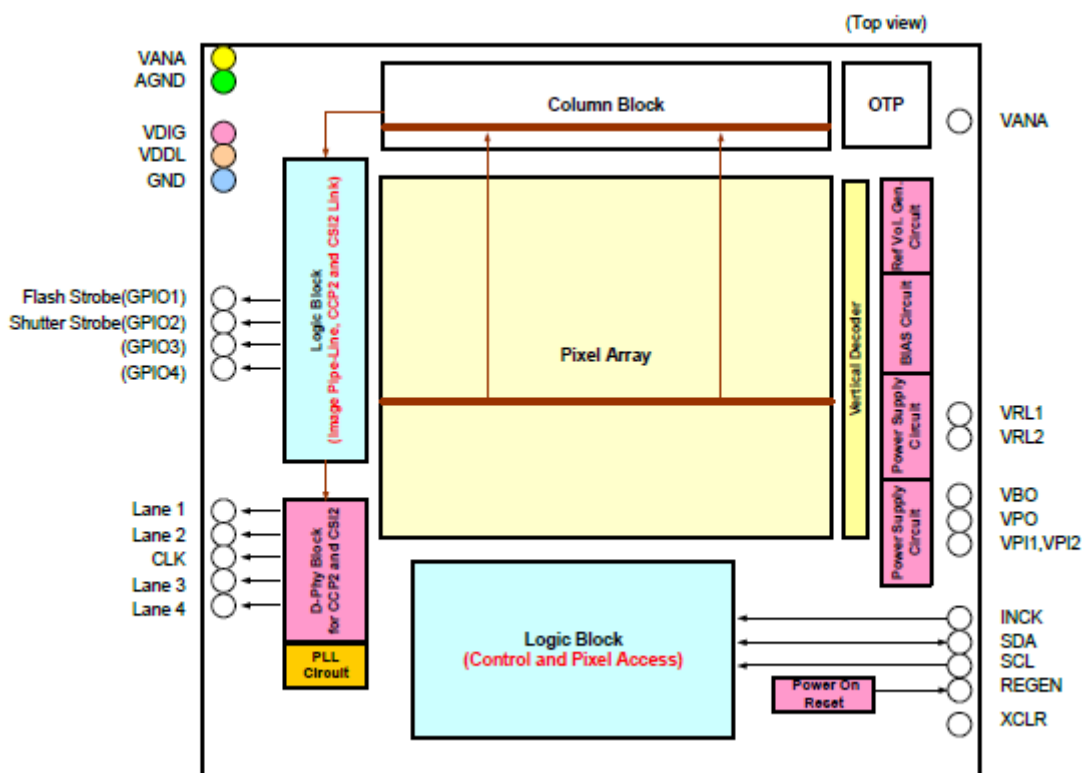 (Top view)
VANA
AGND
VDIG
VDDL
GND
Flash Strobe(GPIO1)
Shutter Strobe(GPIO2)
(GPIO3)
(GPIO4)
Lane 1
Lane 2
CLK
Lane 3
Lane 4
Logic Block
(Image Pipe-Line, CCP2 and CSI2 Link)
D-Phy Block
for CCP2 and CSI2
PLL
Circuit
Column Block
OTP
Pixel Array
Vertical Decoder
Ref Vol. Gen.
Circuit
BIAS Circuit
Power Supply
Circuit
Power Supply
Circuit
Logic Block
(Control and Pixel Access)
Power On
Reset
VANA
VRL1
VRL2
VBO
VPO
VPI1,VPI2
INCK
SDA
SCL
REGEN
XCLR